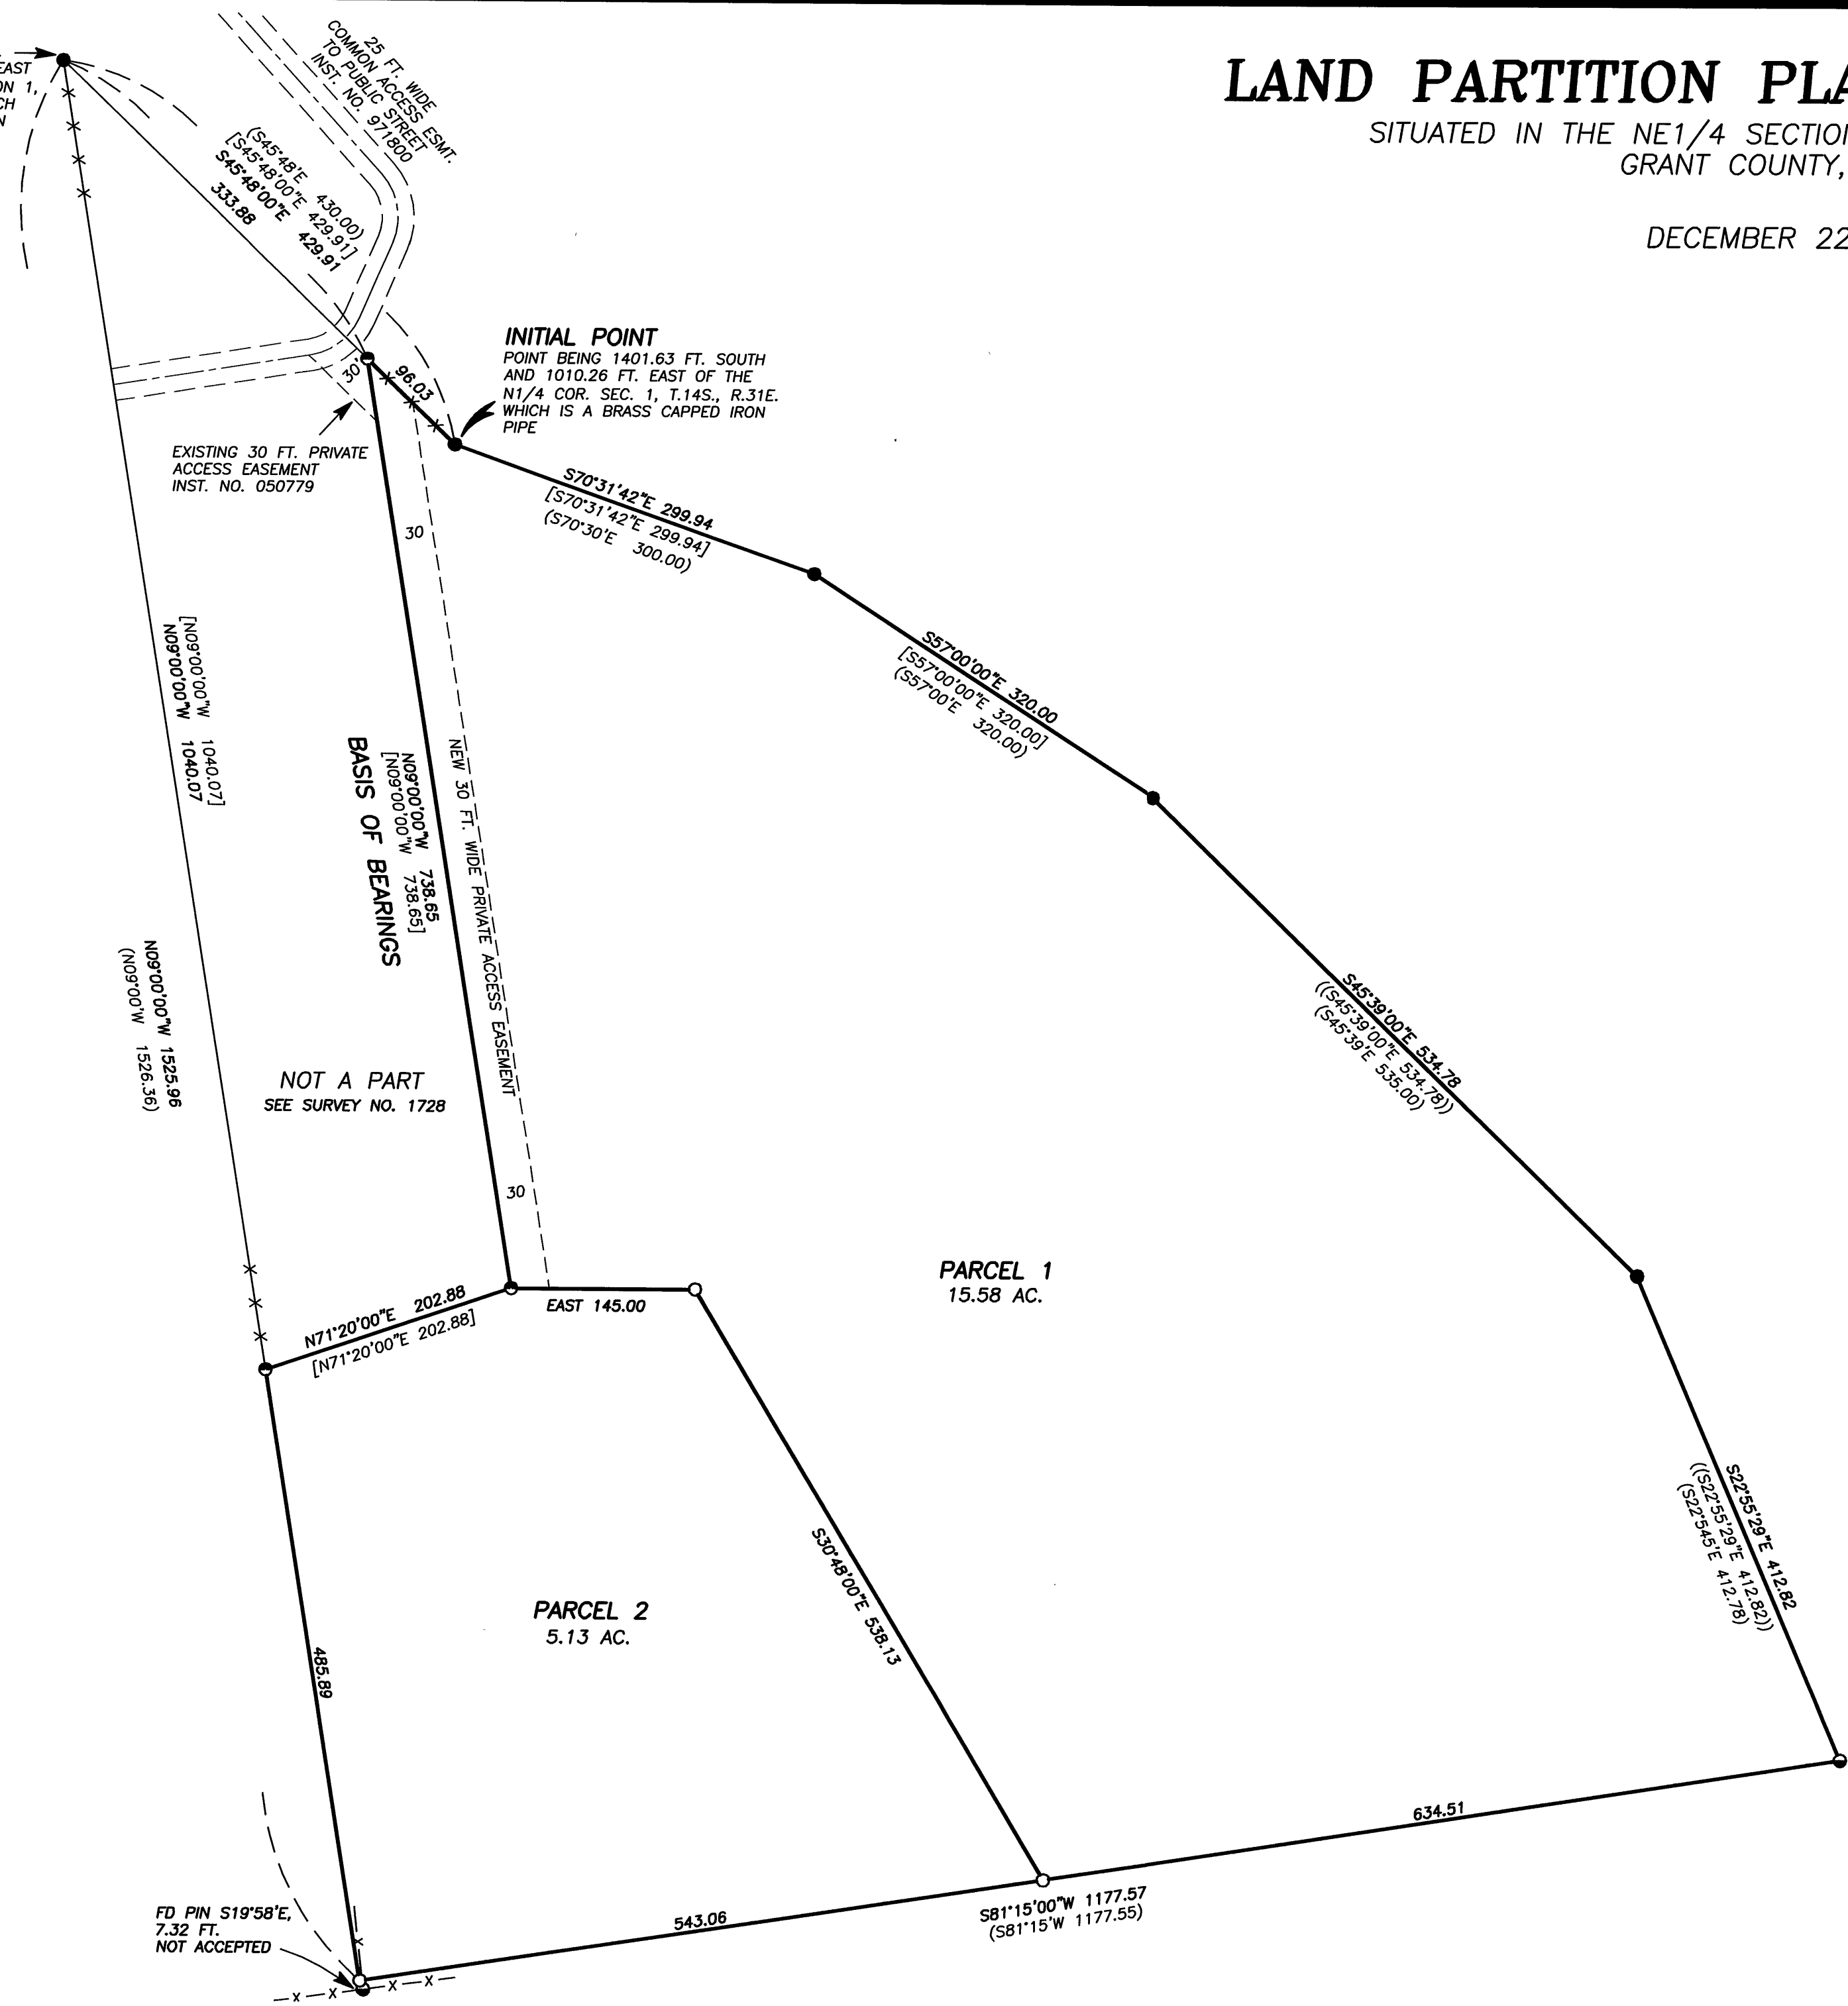 LAND PARTITION PLA
SITUATED IN THE NE1/4 SECTION
GRANT COUNTY,
DECEMBER 22
EAST
ON 1,
CH
N
25 FT. WIDE
COMMON ACCESS ESMT.
TO PUBLIC STREET
INST. NO. 971800
(S45°48'E 430.00)
[S45°48'00"E 429.91]
S45°48'00"E 429.91
333.88
30'
96.03
INITIAL POINT
POINT BEING 1401.63 FT. SOUTH
AND 1010.26 FT. EAST OF THE
N1/4 COR. SEC. 1, T.14S., R.31E.
WHICH IS A BRASS CAPPED IRON
PIPE
EXISTING 30 FT. PRIVATE
ACCESS EASEMENT
INST. NO. 050779
S70°31'42"E 299.94
[S70°31'42"E 299.94]
(S70°30'E 300.00)
30
S57°00'00"E 320.00
[S57°00'00"E 320.00]
(S57°00'E 320.00)
[N09°00'00"W 1040.07]
N09°00'00"W 1040.07
N09°00'00"W 738.65
[N09°00'00"W 738.65]
BASIS OF BEARINGS
NEW 30 FT. WIDE PRIVATE ACCESS EASEMENT
N09°00'00"W 1525.96
(N09°00'W 1526.36)
S45°39'00"E 534.78
((S45°39'00"E 534.78))
(S45°39'E 535.00)
NOT A PART
SEE SURVEY NO. 1728
30
PARCEL 1
15.58 AC.
N71°20'00"E 202.88
[N71°20'00"E 202.88]
EAST 145.00
S22°55'29"E 412.82
((S22°55'29"E 412.82))
(S22°545'E 412.78)
S30°48'00"E 538.13
PARCEL 2
5.13 AC.
485.89
634.51
S81°15'00"W 1177.57
(S81°15'W 1177.55)
543.06
FD PIN S19°58'E,
7.32 FT.
NOT ACCEPTED